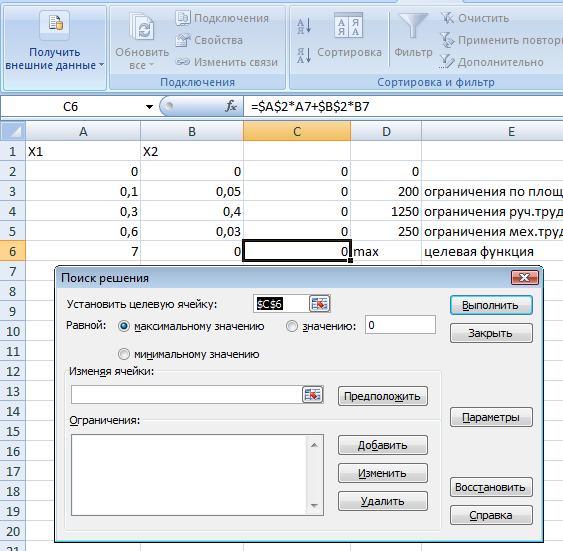 Получить внешние данные
Обновить все
Подключения
Свойства
Изменить связи
Подключения
А Я
Я А
Сортировка
Фильтр
Очистить
Применить повтор
Дополнительно
Сортировка и фильтр
C6 fx =$A$2*A7+$B$2*B7
A B C D E
1 X1 X2
2 0 0 0 0
3 0,1 0,05 0 200 ограничения по площ
4 0,3 0,4 0 1250 ограничения руч.труд
5 0,6 0,03 0 250 ограничения мех.труд
6 7 0 0 max целевая функция
7
8
9
10
11
12
13
14
15
16
17
18
19
20
21
Поиск решения
Установить целевую ячейку: $C$6
Равной: максимальному значению значению: 0
минимальному значению
Изменяя ячейки:
Предположить
Ограничения:
Добавить
Изменить
Удалить
Выполнить
Закрыть
Параметры
Восстановить
Справка